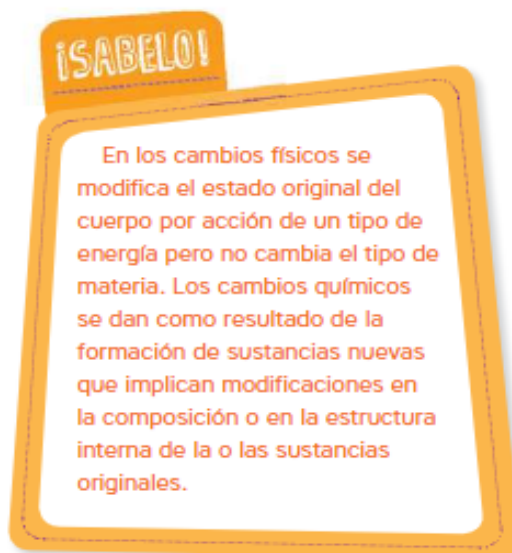 ¡SABELO!
En los cambios físicos se
modifica el estado original del
cuerpo por acción de un tipo de
energía pero no cambia el tipo de
materia. Los cambios químicos
se dan como resultado de la
formación de sustancias nuevas
que implican modificaciones en
la composición o en la estructura
interna de la o las sustancias
originales.